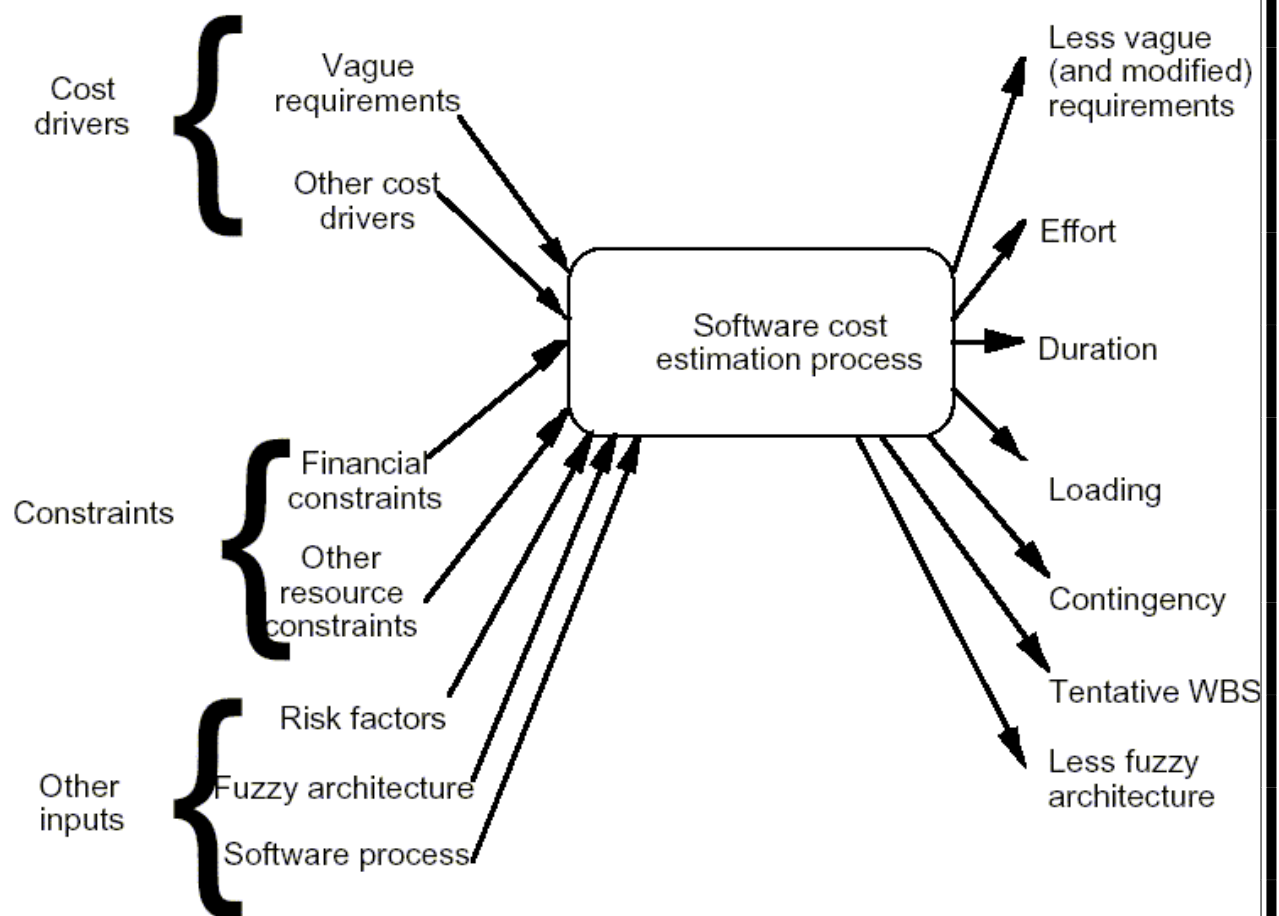 Cost
drivers
Vague
requirements
Other cost
drivers
Constraints
Financial
constraints
Other
resource
constraints
Other
inputs
Risk factors
Fuzzy architecture
Software process
Software cost
estimation process
Less vague
(and modified)
requirements
Effort
Duration
Loading
Contingency
Tentative WBS
Less fuzzy
architecture